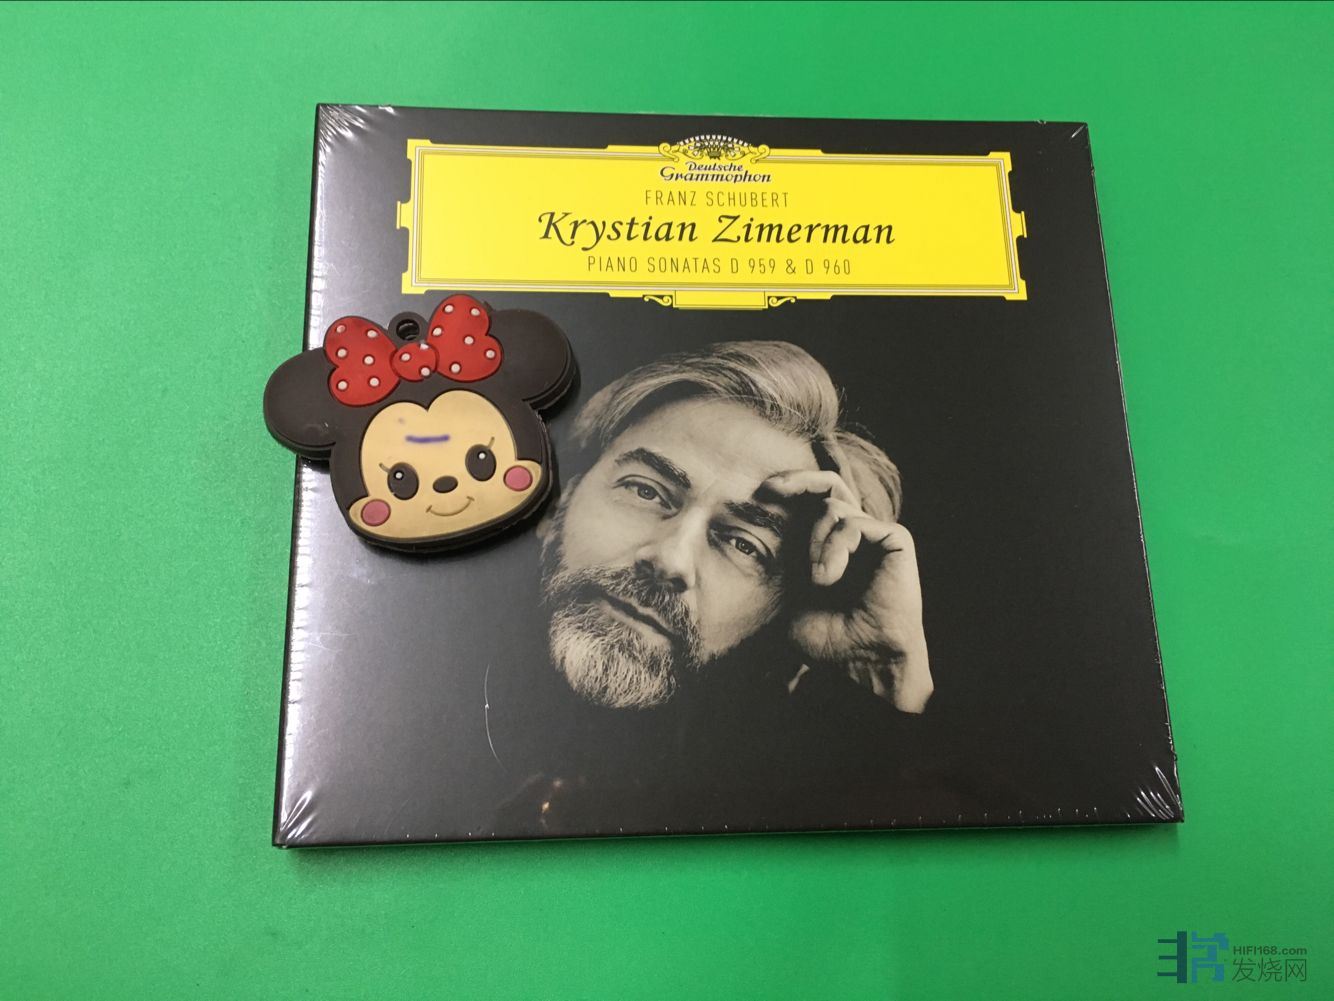 Deutsche
Grammophon
FRANZ SCHUBERT
Krystian Zimerman
PIANO SONATAS D 959 & D 960
HIFI168.com
发烧网